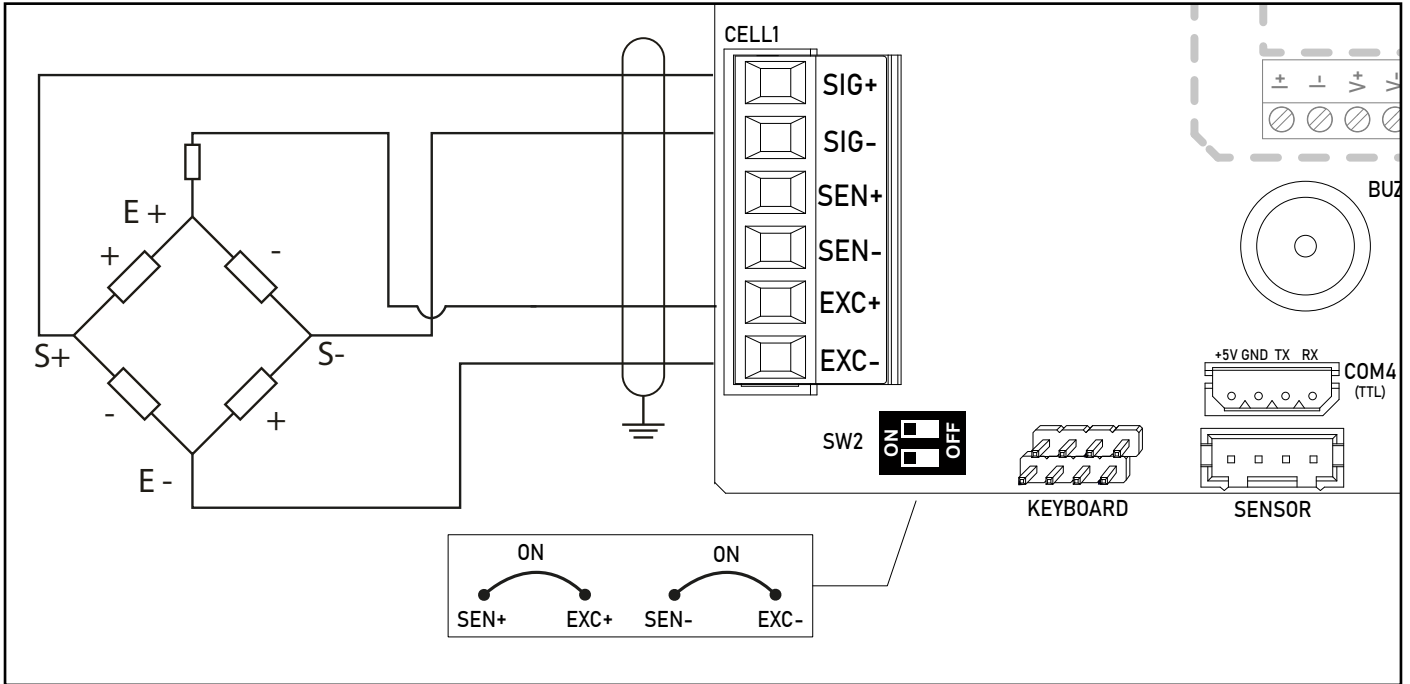 CELL1
SIG+
SIG-
SEN+
SEN-
EXC+
EXC-
I+ I- V+ V-
BUZ
E +
+
-
S+
S-
-
+
E -
+5V GND TX RX
COM4
(TTL)
SW2
ON
OFF
KEYBOARD
SENSOR
ON
ON
SEN+ EXC+ SEN- EXC-